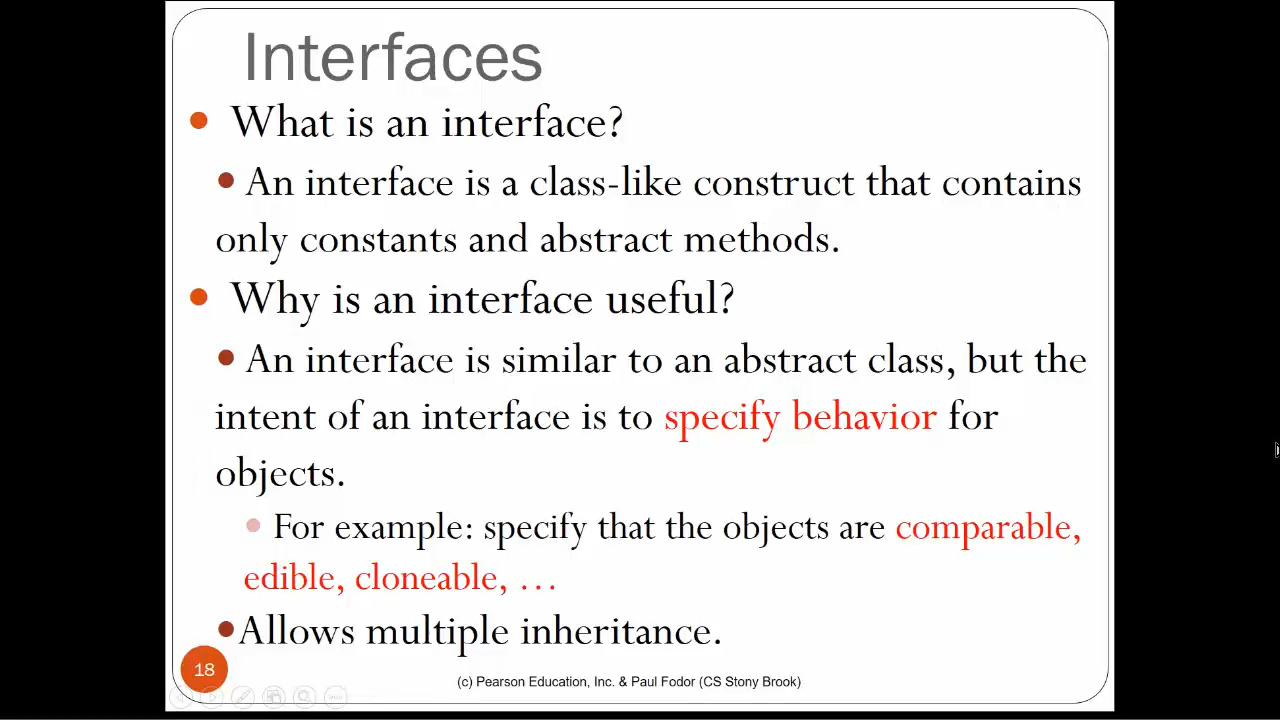 Interfaces
• What is an interface?
• An interface is a class-like construct that contains
only constants and abstract methods.
• Why is an interface useful?
• An interface is similar to an abstract class, but the
intent of an interface is to specify behavior for
objects.
• For example: specify that the objects are comparable,
edible, cloneable, …
• Allows multiple inheritance.
18
(c) Pearson Education, Inc. & Paul Fodor (CS Stony Brook)